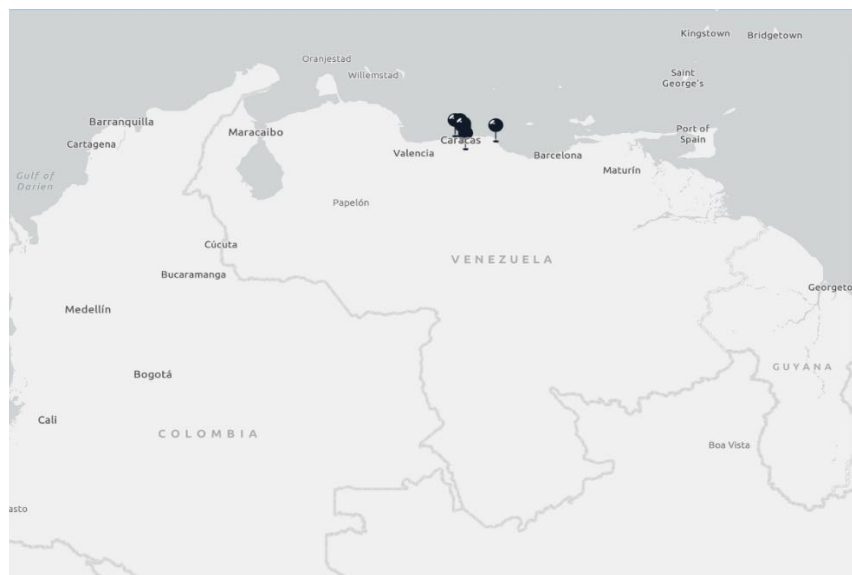 Kingstown
Bridgetown
Oranjestad
Willemstad
Saint
George's
Barranquilla
Maracaibo
Caracas
Port of
Spain
Cartagena
Valencia
Barcelona
Maturín
Gulf of
Darien
Papelón
Cúcuta
VENEZUELA
Bucaramanga
Georgeto
Medellín
GUYANA
Bogotá
Cali
COLOMBIA
Boa Vista
asto